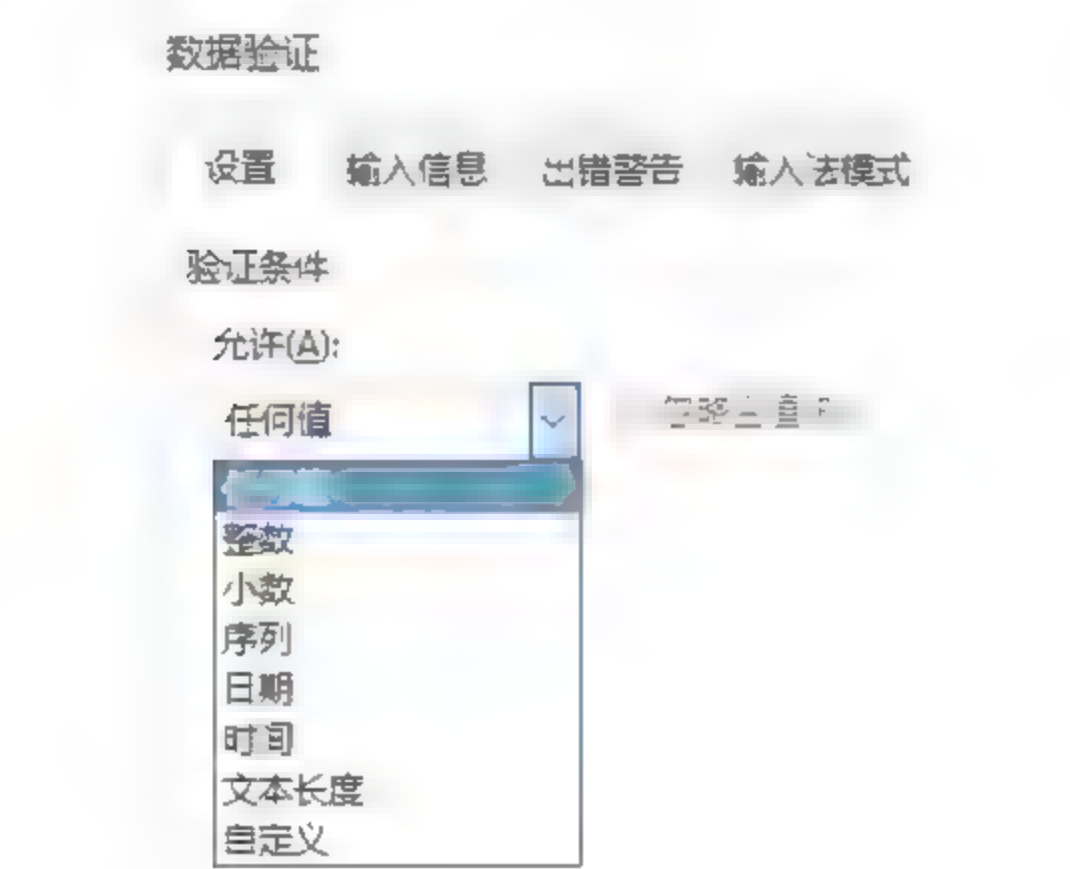 数据验证
设置 输入信息 出错警告 输入法模式
验证条件
允许(A):
任何值
整数
小数
序列
日期
时间
文本长度
自定义